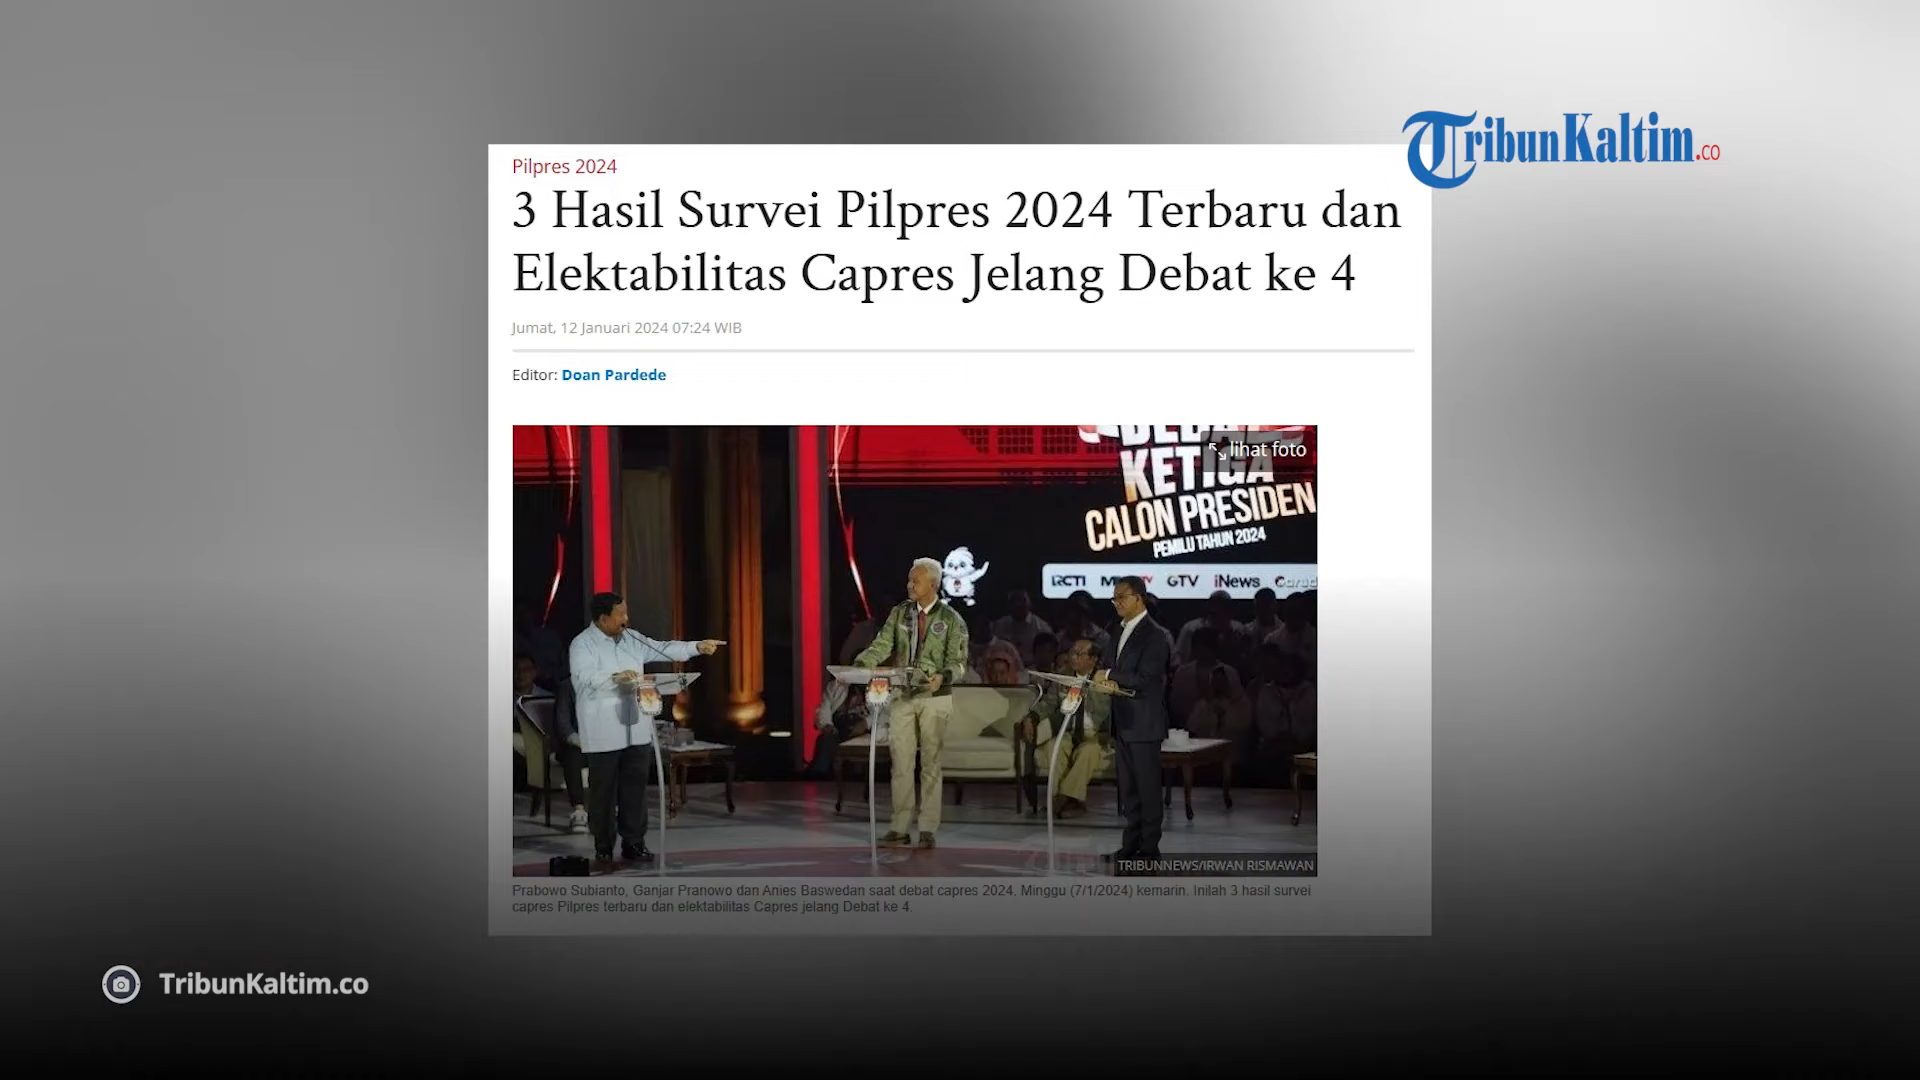 TribunKaltim.co
Pilpres 2024
3 Hasil Survei Pilpres 2024 Terbaru dan
Elektabilitas Capres Jelang Debat ke 4
Jumat, 12 Januari 2024 07:24 WIB
Editor: Doan Pardede
lihat foto
KETIGA
CALON PRESIDEN
PEMILU TAHUN 2024
RCTI GTV iNews
TRIBUNNEWS/IRWAN RISMAWAN
Prabowo Subianto, Ganjar Pranowo dan Anies Baswedan saat debat capres 2024. Minggu (7/1/2024) kemarin. Inilah 3 hasil survei
capres Pilpres terbaru dan elektabilitas Capres jelang Debat ke 4.
TribunKaltim.co